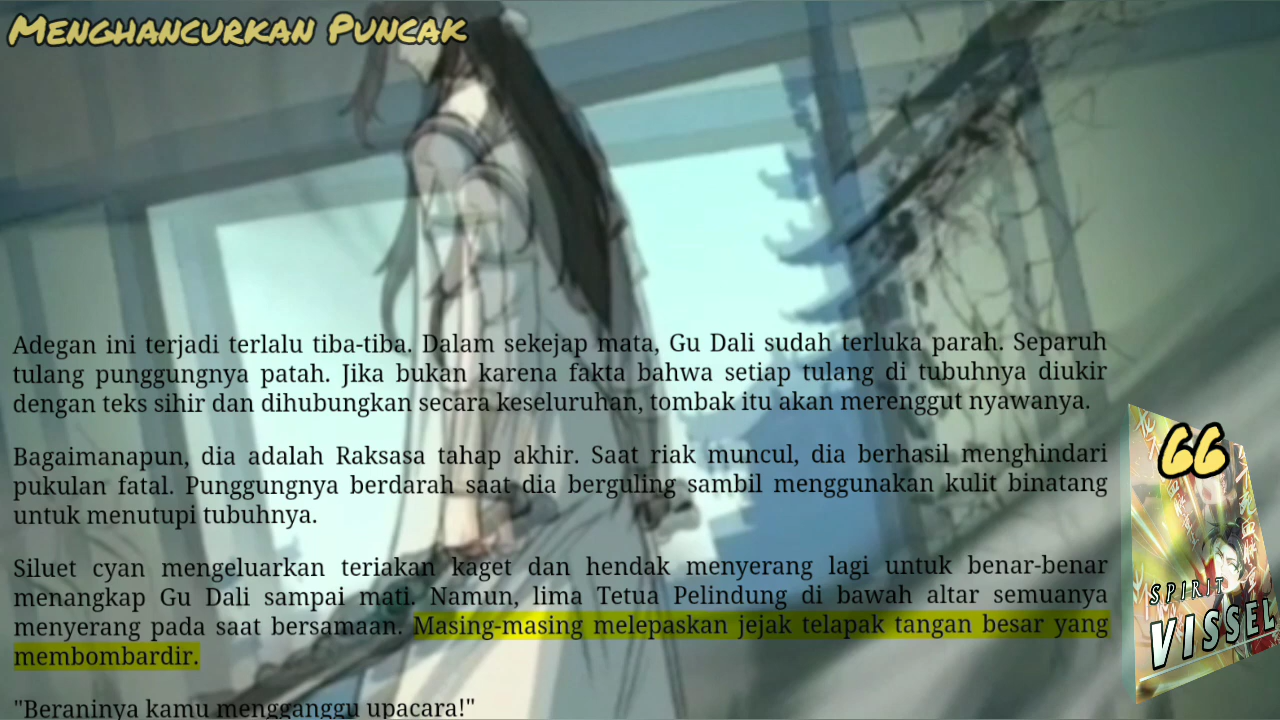 Menghancurkan Puncak
Adegan ini terjadi terlalu tiba-tiba. Dalam sekejap mata, Gu Dali sudah terluka parah. Separuh
tulang punggungnya patah. Jika bukan karena fakta bahwa setiap tulang di tubuhnya diukir
dengan teks sihir dan dihubungkan secara keseluruhan, tombak itu akan merenggut nyawanya.
Bagaimanapun, dia adalah Raksasa tahap akhir. Saat riak muncul, dia berhasil menghindari
pukulan fatal. Punggungnya berdarah saat dia berguling sambil menggunakan kulit binatang
untuk menutupi tubuhnya.
Siluet cyan mengeluarkan teriakan kaget dan hendak menyerang lagi untuk benar-benar
menangkap Gu Dali sampai mati. Namun, lima Tetua Pelindung di bawah altar semuanya
menyerang pada saat bersamaan. Masing-masing melepaskan jejak telapak tangan besar yang
membombardir.
"Beraninya kamu mengganggu upacara!"
66
SPIRIT
VISSEL